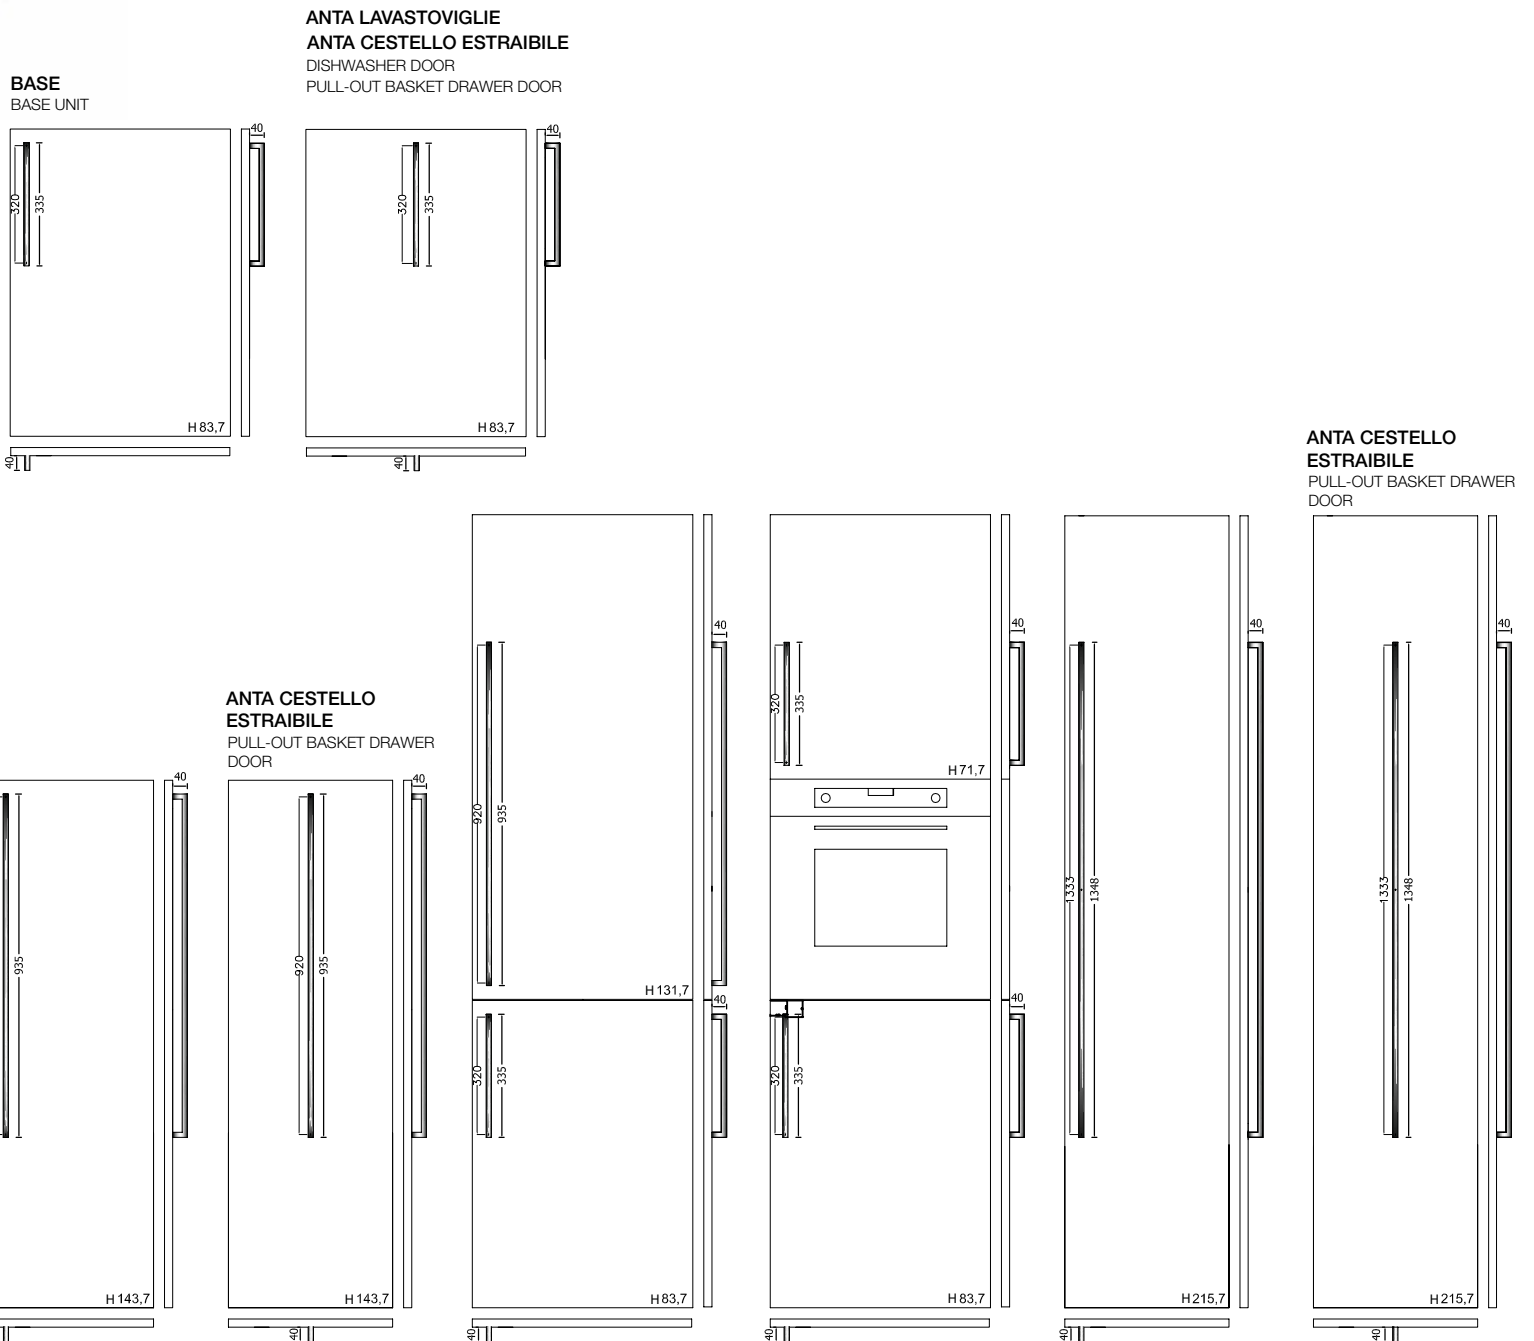 ANTA LAVASTOVIGLIE
ANTA CESTELLO ESTRAIBILE
DISHWASHER DOOR
PULL-OUT BASKET DRAWER DOOR
BASE
BASE UNIT
40
320
335
H 83,7
40
40
320
335
H 83,7
40
ANTA CESTELLO
ESTRAIBILE
PULL-OUT BASKET DRAWER
DOOR
ANTA CESTELLO
ESTRAIBILE
PULL-OUT BASKET DRAWER
DOOR
40
935
H 143,7
40
920
935
H 143,7
40
40
920
935
H 131,7
40
320
335
H 83,7
40
40
320
335
H 71,7
40
320
335
H 83,7
40
40
1333
1348
H 215,7
40
40
1333
1348
H 215,7
40